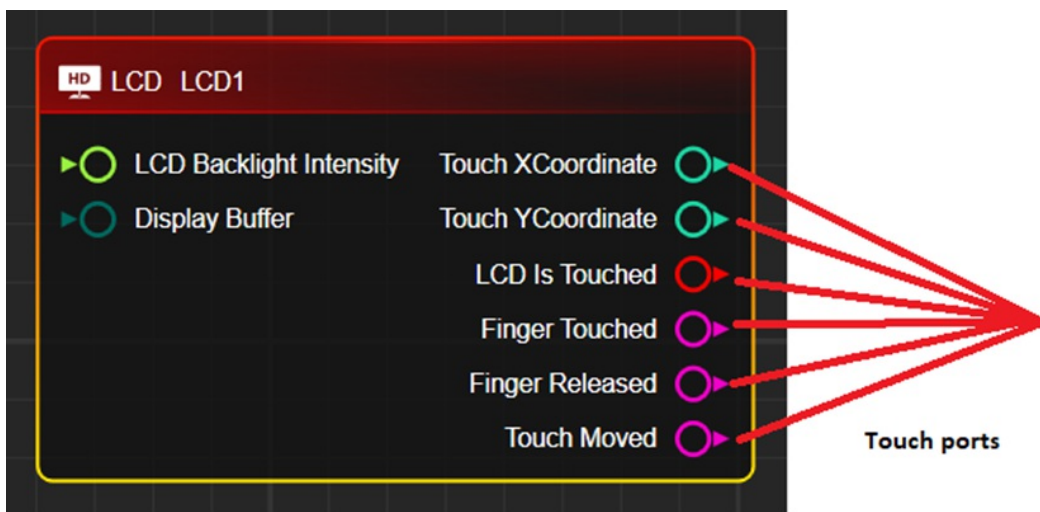 HD LCD LCD1
LCD Backlight Intensity Touch XCoordinate
Display Buffer Touch YCoordinate
LCD Is Touched
Finger Touched
Finger Released
Touch Moved
Touch ports